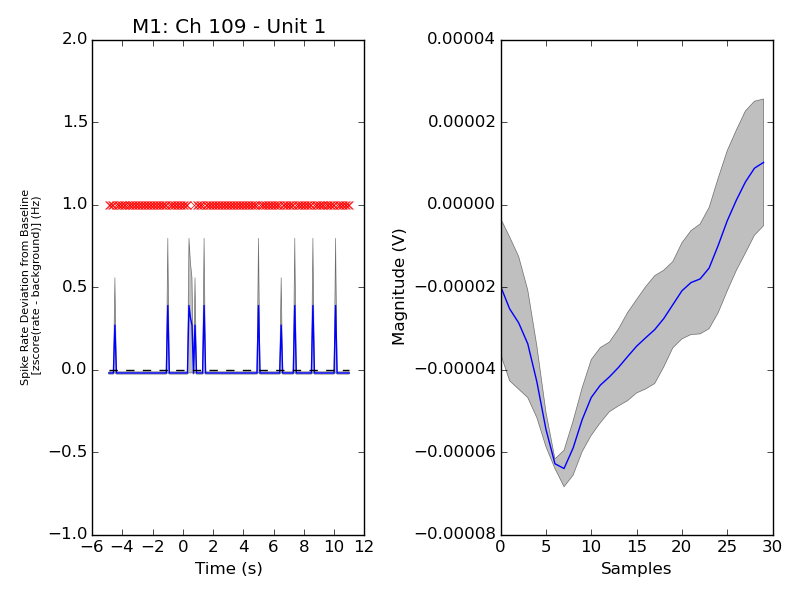 M1: Ch 109 - Unit 1
2.0
1.5
1.0
0.5
0.0
−0.5
−1.0
−6 −4 −2 0 2 4 6 8 10 12
Time (s)
Spike Rate Deviation from Baseline
[zscore(rate - background)] (Hz)
0.00004
0.00002
0.00000
−0.00002
−0.00004
−0.00006
−0.00008
0 5 10 15 20 25 30
Samples
Magnitude (V)